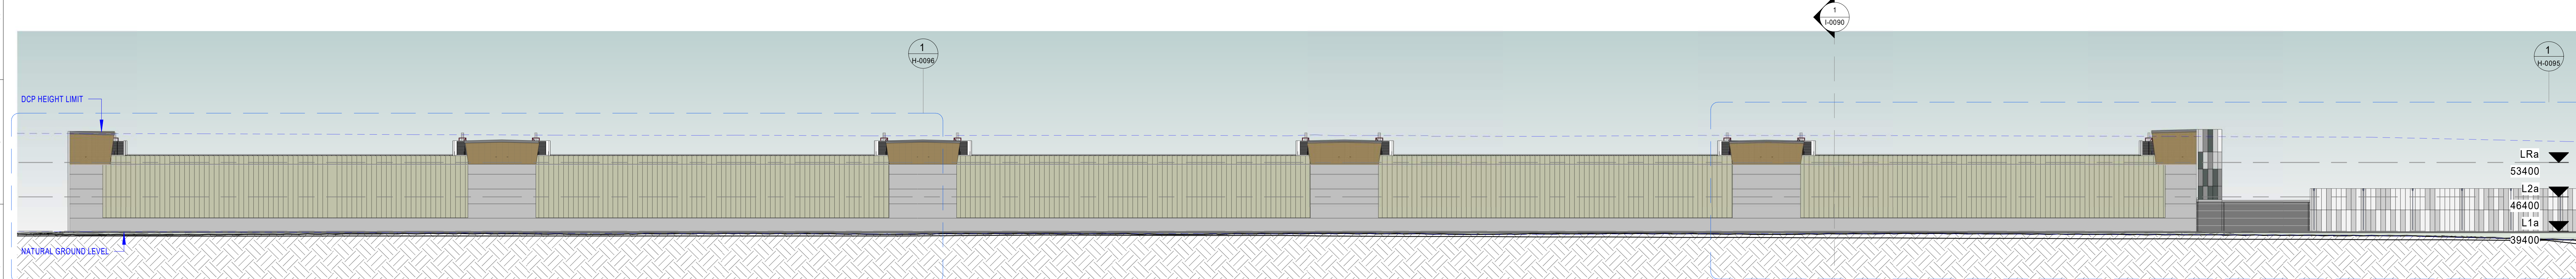 1
I-0090
1
H-0096
1
H-0095
DCP HEIGHT LIMIT
LRa
53400
L2a
46400
L1a
39400
NATURAL GROUND LEVEL